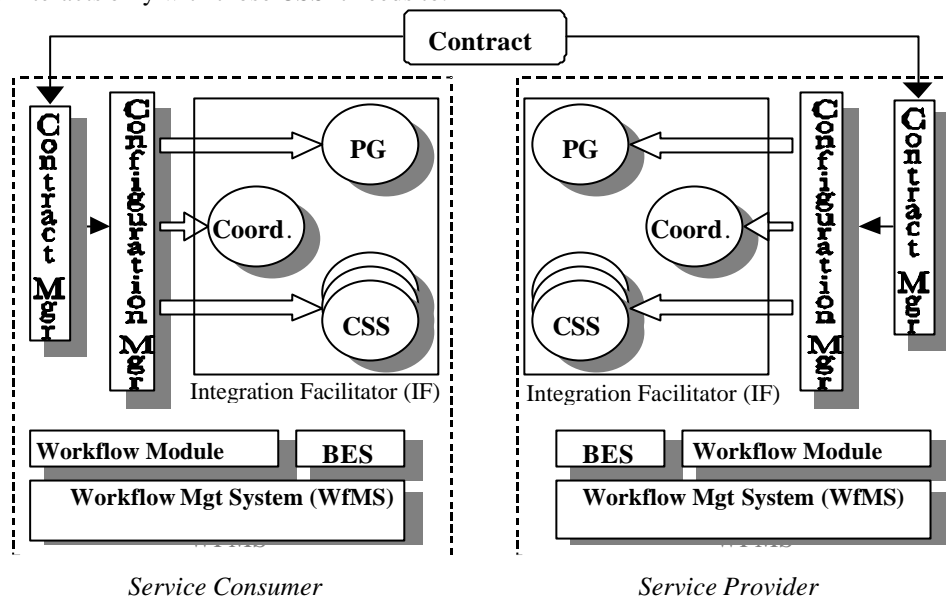 Contract
Contract Mgr
Configuration Mgr
PG
Coord.
CSS
Integration Facilitator (IF)
Workflow Module
BES
Workflow Mgt System (WfMS)
Service Consumer
PG
Coord.
CSS
Integration Facilitator (IF)
Configuration Mgr
Contract Mgr
BES
Workflow Module
Workflow Mgt System (WfMS)
Service Provider